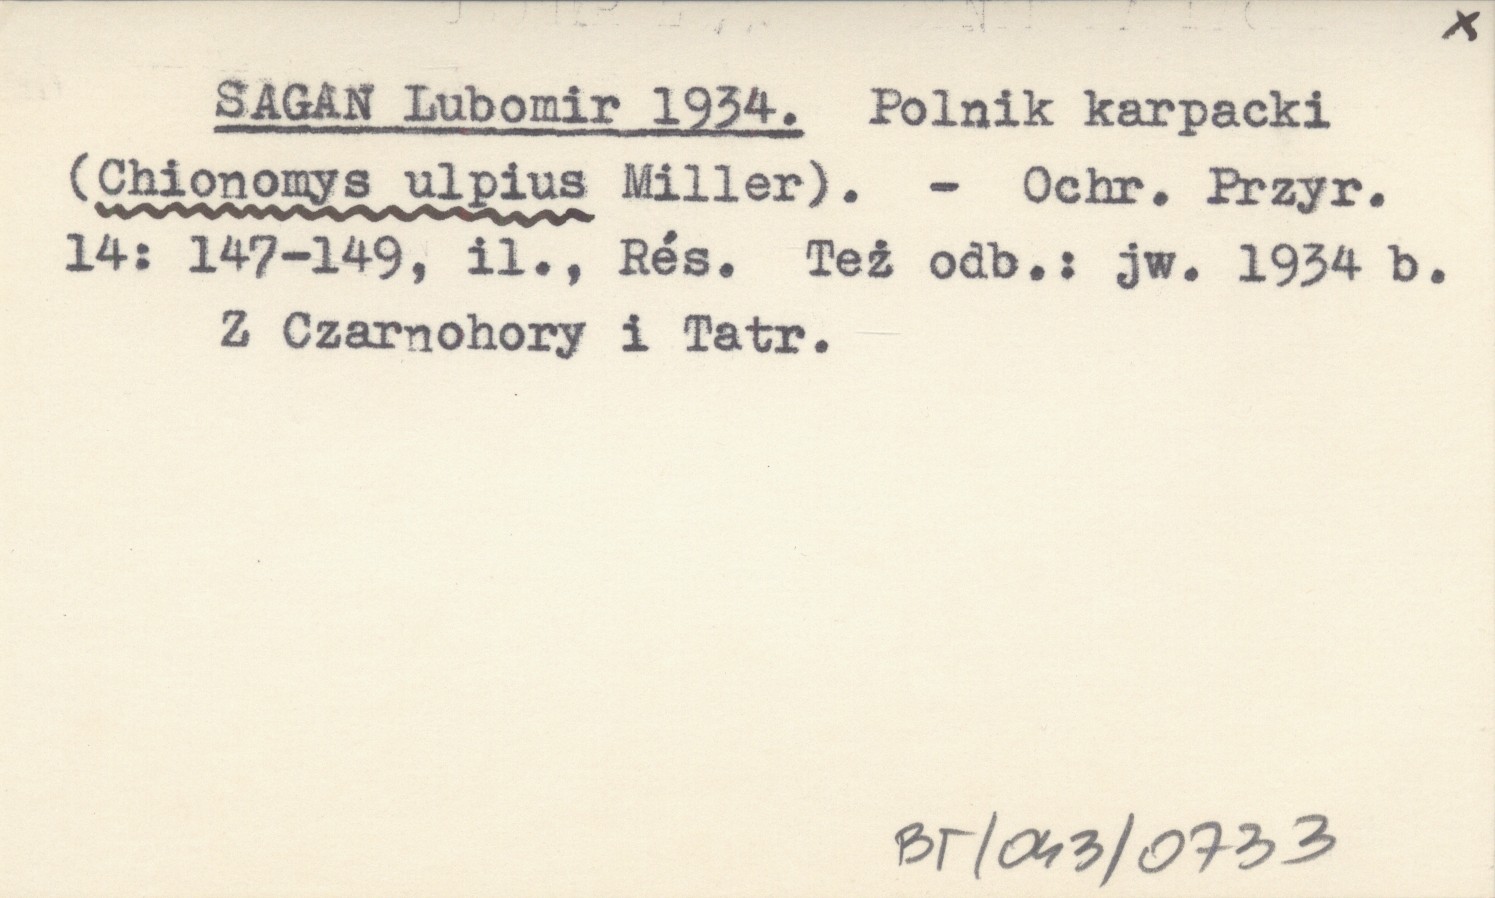 x
SAGAN Lubomir 1934. Polnik karpacki
(Chionomys ulpius Miller). - Ochr. Przyr.
14: 147-149, il., Rés. Też odb.: jw. 1934 b.
Z Czarnohory i Tatr.
BT/043/0733